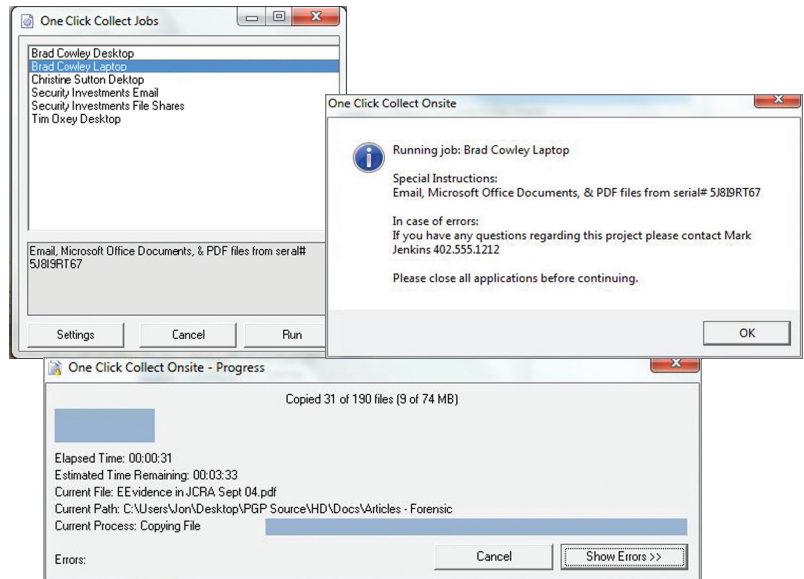 One Click Collect Jobs
Brad Cowley Desktop
Brad Cowley Laptop
Christine Sutton Dektop
Security Investments Email
Security Investments File Shares
Tim Oxey Desktop
Email, Microsoft Office Documents, & PDF files from seral#
5J8I9RT67
Settings
Cancel
Run
One Click Collect Onsite
Running job: Brad Cowley Laptop
Special Instructions:
Email, Microsoft Office Documents, & PDF files from serial# 5J8I9RT67
In case of errors:
If you have any questions regarding this project please contact Mark
Jenkins 402.555.1212
Please close all applications before continuing.
OK
One Click Collect Onsite - Progress
Copied 31 of 190 files (9 of 74 MB)
Elapsed Time: 00:00:31
Estimated Time Remaining: 00:03:33
Current File: EEvidence in JCRA Sept 04.pdf
Current Path: C:\Users\Jon\Desktop\PGP Source\HD\Docs\Articles - Forensic
Current Process: Copying File
Errors:
Cancel
Show Errors >>